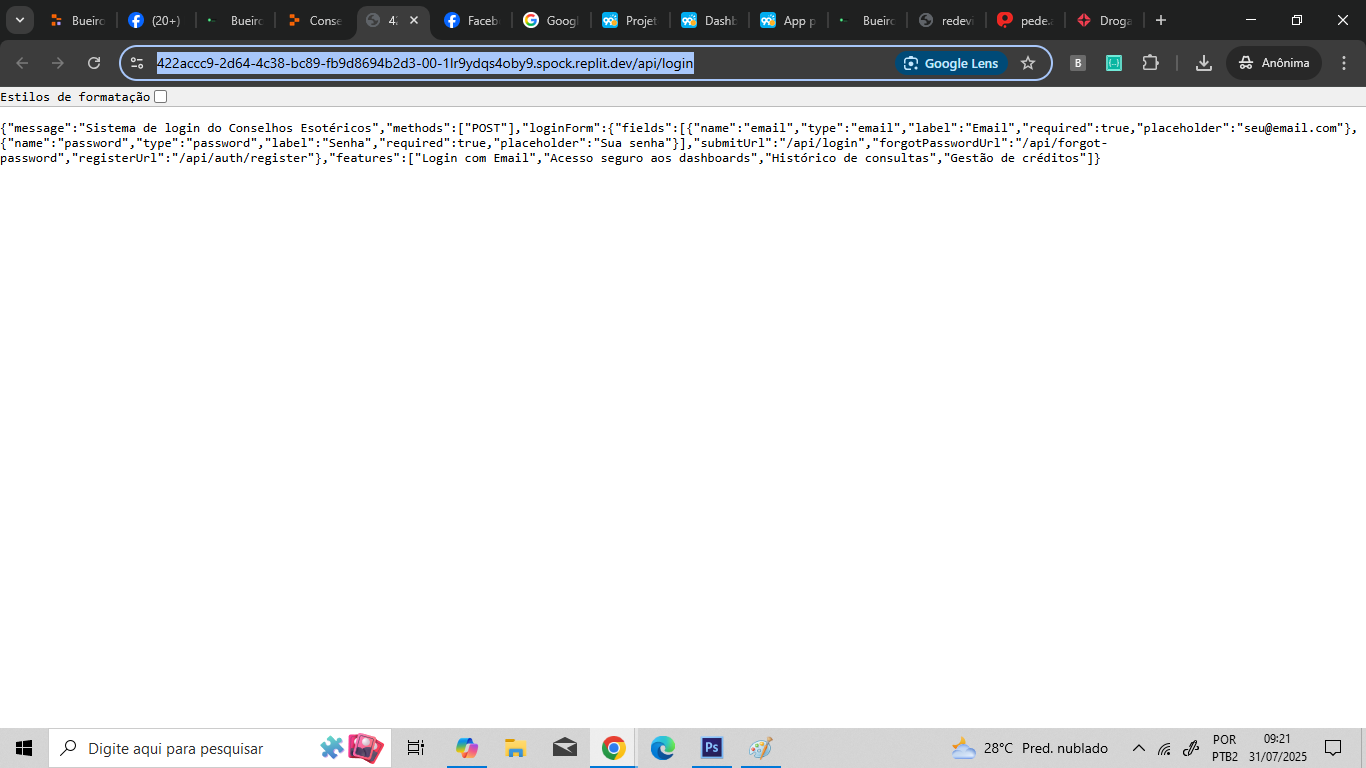 Bueiro
(20+)
Bueiro
Conse
42
Faceb
Googl
Projet
Dashb
App p
Bueiro
redevi
pede.
Droga
422accc9-2d64-4c38-bc89-fb9d8694b2d3-00-1lr9ydqs4oby9.spock.replit.dev/api/login
Google Lens
B
{..}
Anônima
Estilos de formatação
{"message":"Sistema de login do Conselhos Esotéricos","methods":["POST"],"loginForm":{"fields":[{"name":"email","type":"email","label":"Email","required":true,"placeholder":"seu@email.com"},
{"name":"password","type":"password","label":"Senha","required":true,"placeholder":"Sua senha"}],"submitUrl":"/api/login","forgotPasswordUrl":"/api/forgot-
password","registerUrl":"/api/auth/register"},"features":["Login com Email","Acesso seguro aos dashboards","Histórico de consultas","Gestão de créditos"]}
Digite aqui para pesquisar
Ps
28°C Pred. nublado
POR
PTB2
09:21
31/07/2025